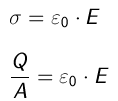 σ = ε₀ · E
Q/A = ε₀ · E